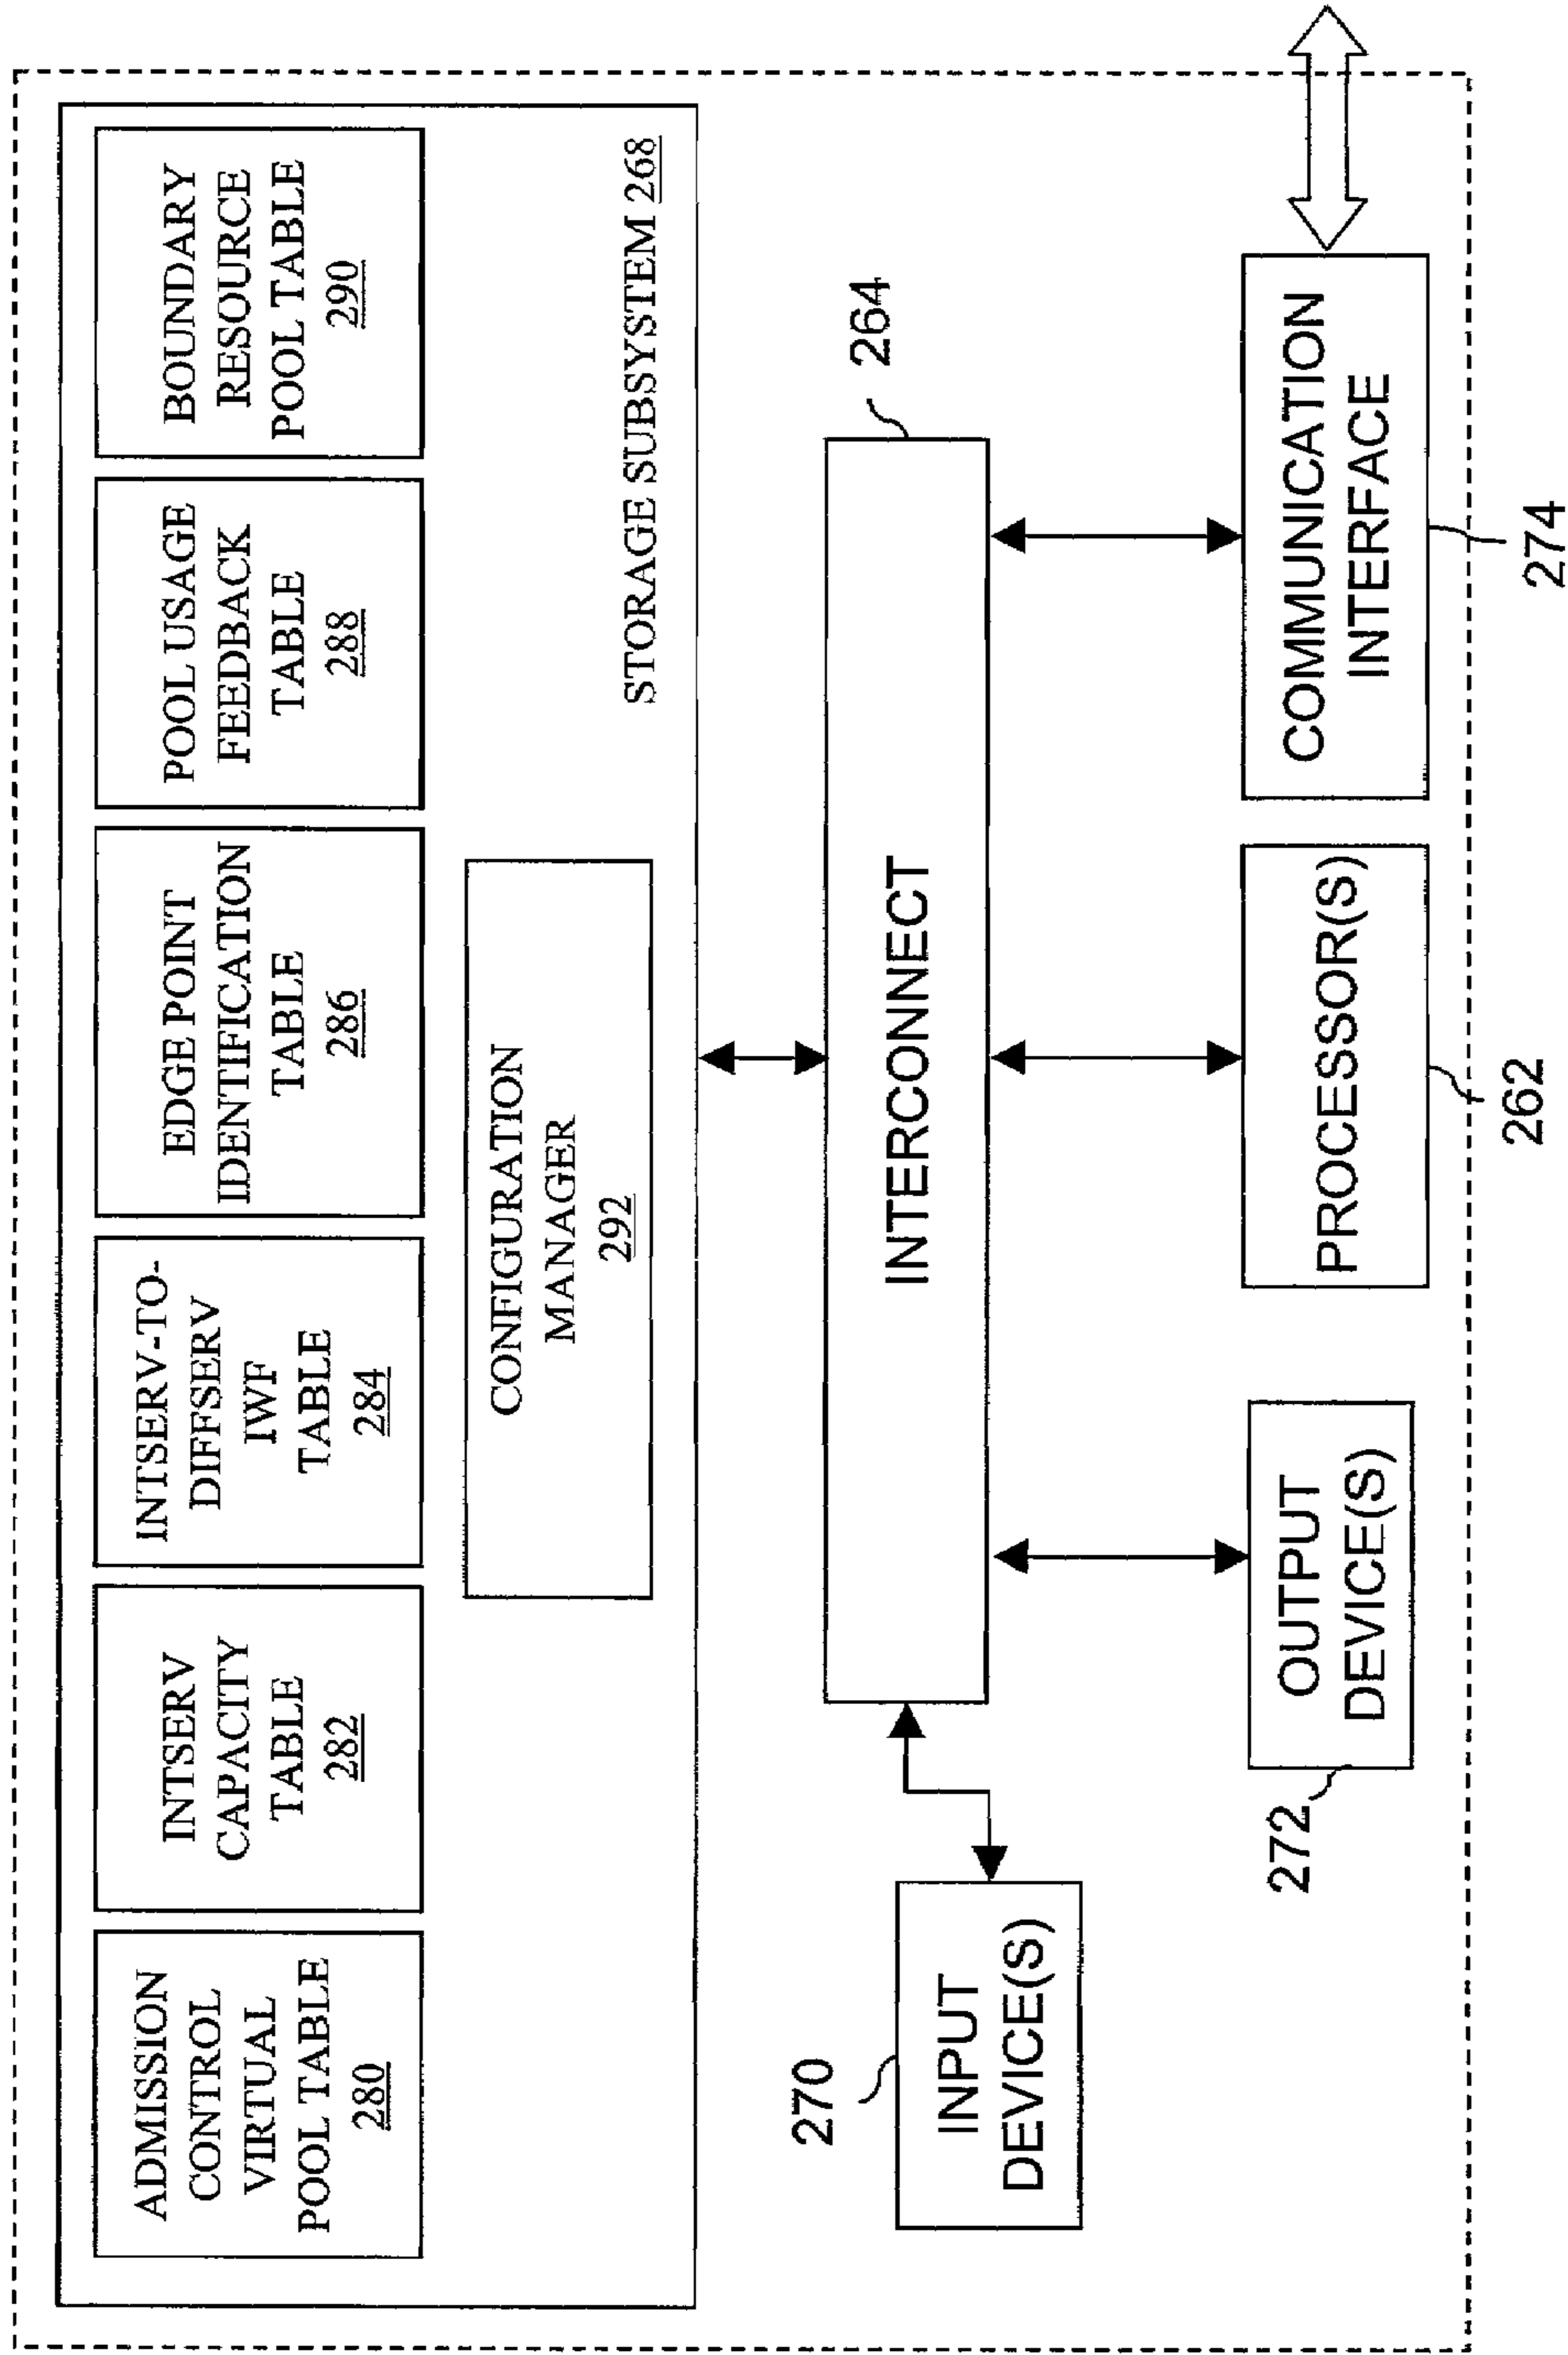 ADMISSION
CONTROL
VIRTUAL
POOL TABLE
280
INTSERV
CAPACITY
TABLE
282
INTSERV-TO-
DIFFSERV
IWF
TABLE
284
EDGE POINT
IDENTIFICATION
TABLE
286
POOL USAGE
FEEDBACK
TABLE
288
BOUNDARY
RESOURCE
POOL TABLE
290
CONFIGURATION
MANAGER
292
STORAGE SUBSYSTEM 268
264
INTERCONNECT
270
INPUT
DEVICE(S)
272
OUTPUT
DEVICE(S)
PROCESSOR(S)
262
COMMUNICATION
INTERFACE
274